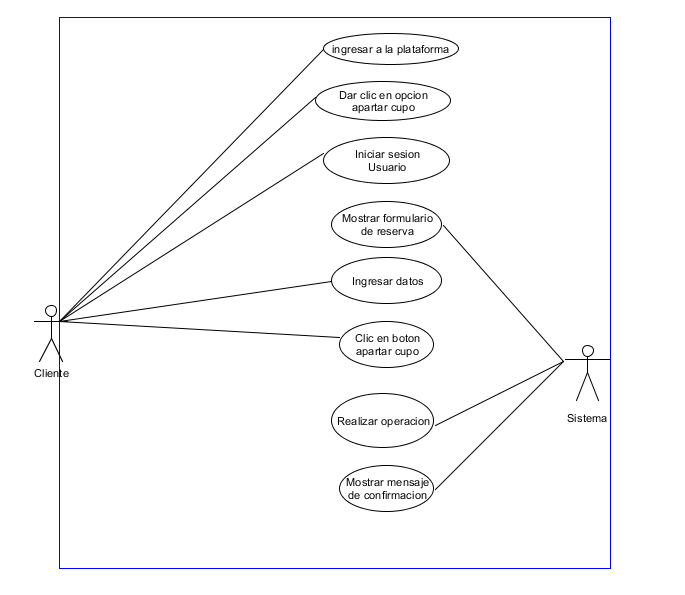 ingresar a la plataforma
Dar clic en opcion
apartar cupo
Iniciar sesion
Usuario
Mostrar formulario
de reserva
Ingresar datos
Clic en boton
apartar cupo
Cliente
Realizar operacion
Sistema
Mostrar mensaje
de confirmacion